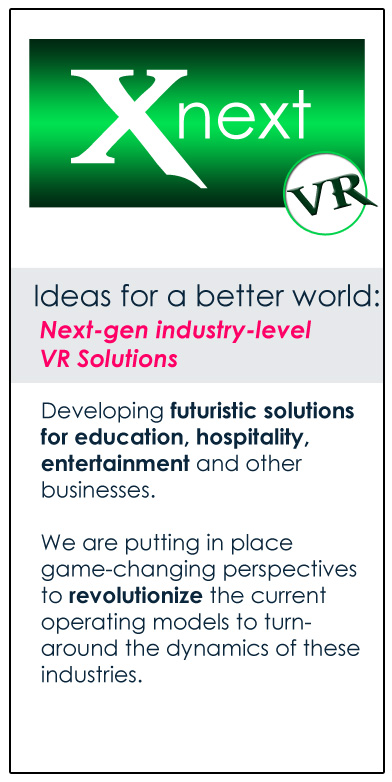 Xnext
VR
Ideas for a better world:
Next-gen industry-level
VR Solutions
Developing futuristic solutions
for education, hospitality,
entertainment and other
businesses.
We are putting in place
game-changing perspectives
to revolutionize the current
operating models to turn-
around the dynamics of these
industries.